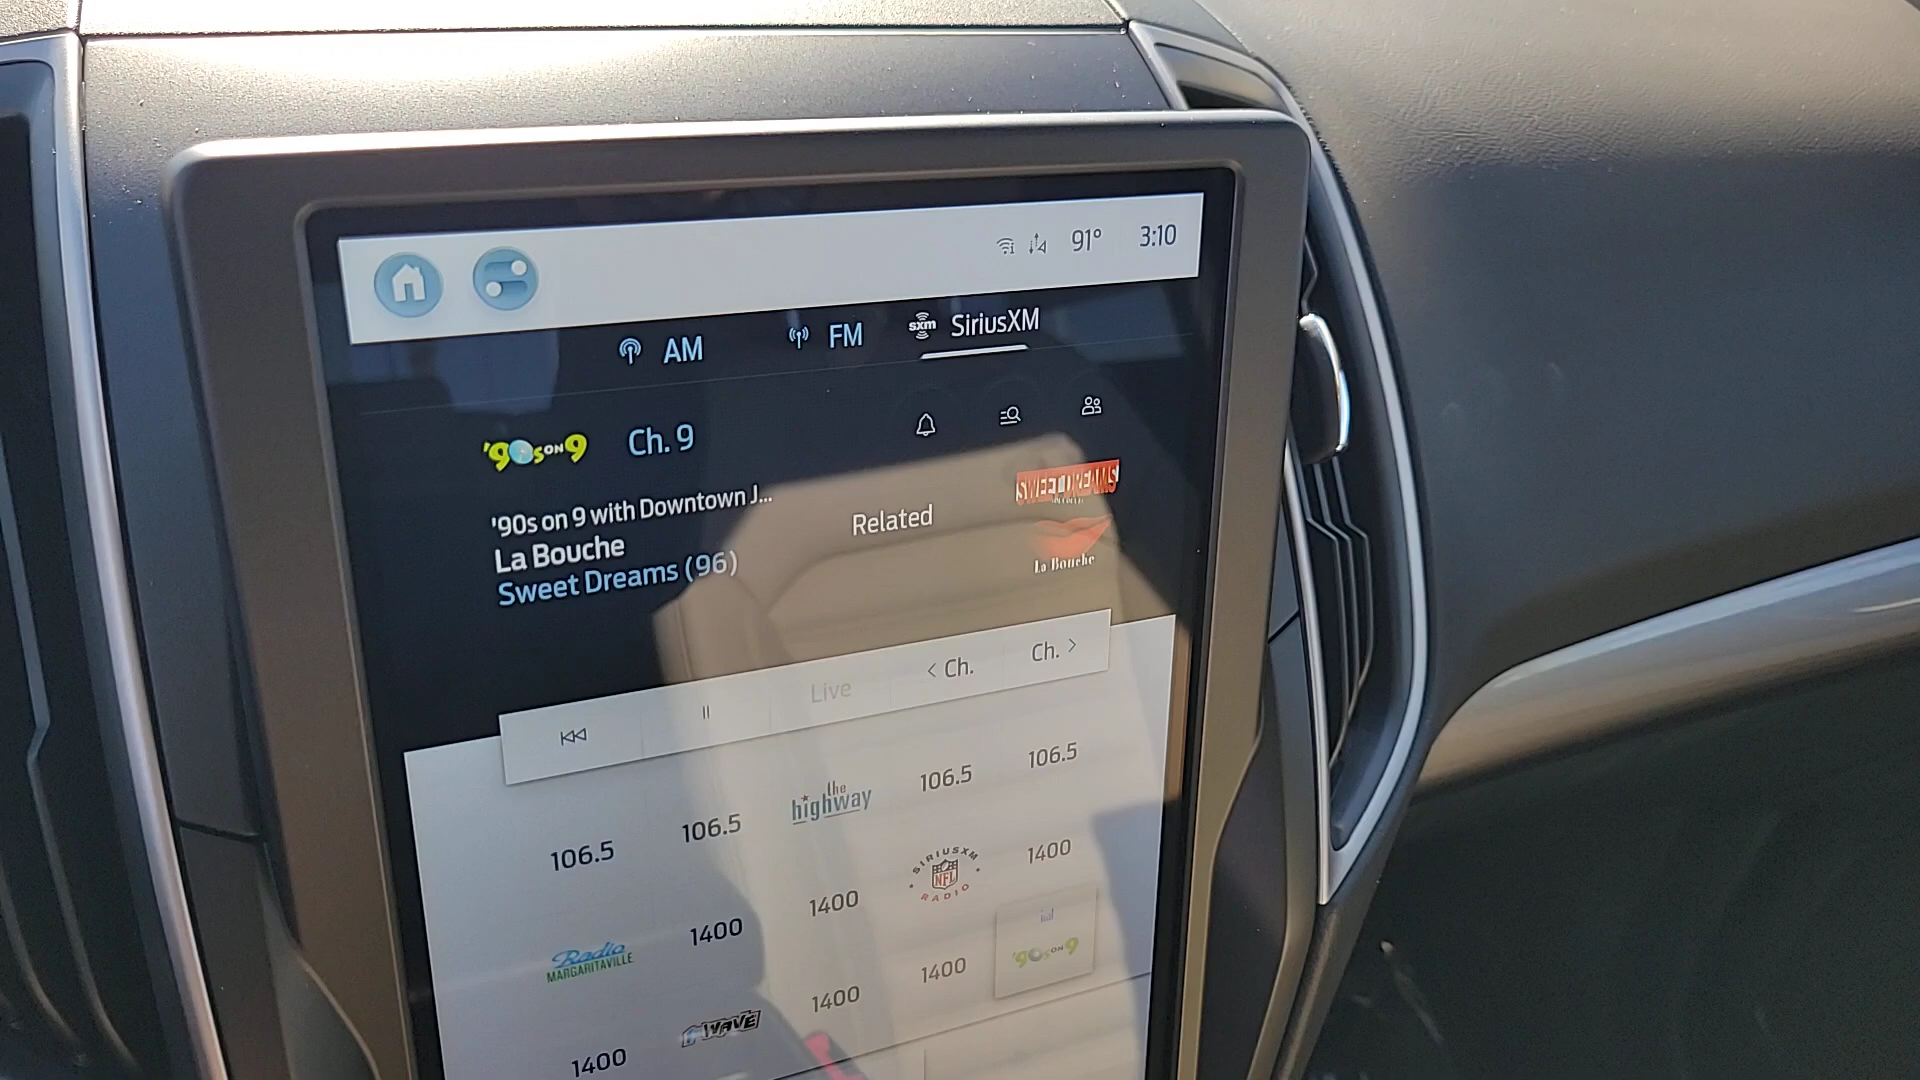 91° 3:10
AM FM sxm SiriusXM
'90s ON 9 Ch. 9
'90s on 9 with Downtown J...
La Bouche
Sweet Dreams (96)
Related
SWEET DREAMS
La Bouche
Live < Ch. Ch. >
106.5 106.5 the highway 106.5 106.5
Radio MARGARITAVILLE 1400 1400 SIRIUSXM NFL RADIO 1400
1400 1st WAVE 1400 1400 '90s ON 9